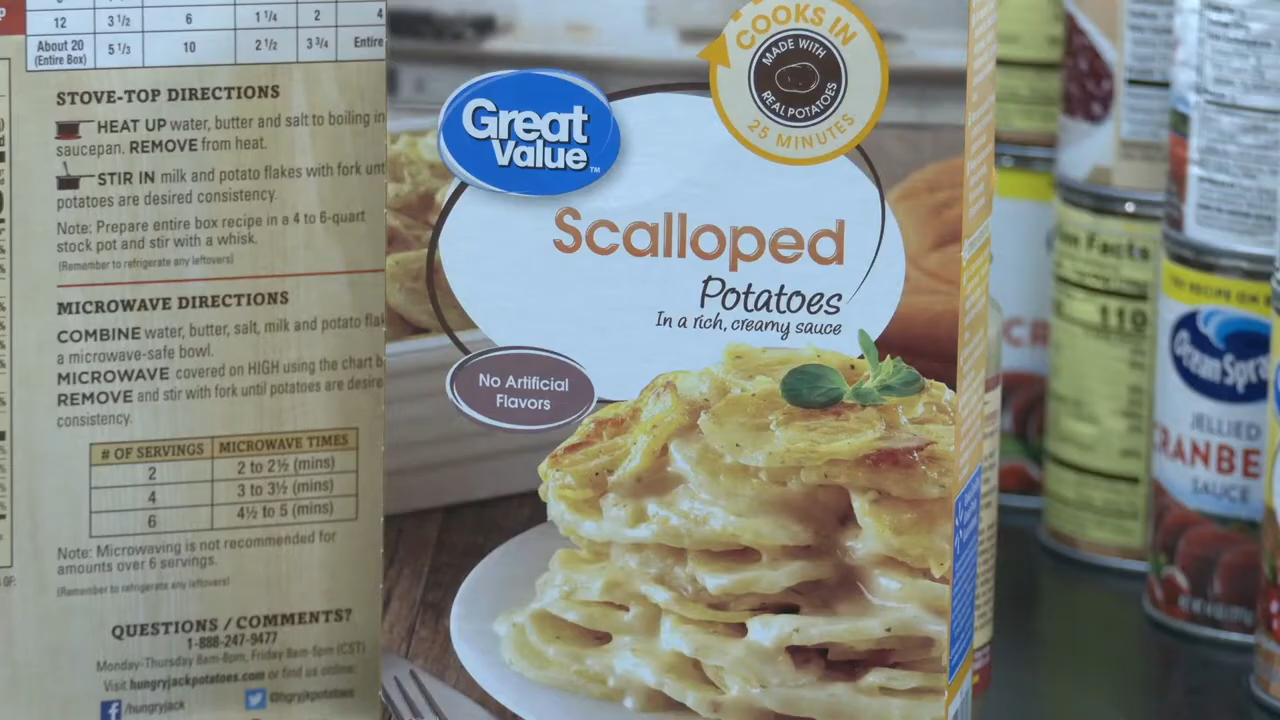 12 3 1/2 6 1 1/4 2 4
About 20 5 1/3 10 2 1/2 3 3/4 Entire
(Entire Box)
STOVE-TOP DIRECTIONS
HEAT UP water, butter and salt to boiling in
saucepan. REMOVE from heat.
STIR IN milk and potato flakes with fork unt
potatoes are desired consistency.
Note: Prepare entire box recipe in a 4 to 6-quart
stock pot and stir with a whisk.
(Remember to refrigerate any leftovers)
MICROWAVE DIRECTIONS
COMBINE water, butter, salt, milk and potato flak
a microwave-safe bowl.
MICROWAVE covered on HIGH using the chart b
REMOVE and stir with fork until potatoes are desire
consistency.
# OF SERVINGS MICROWAVE TIMES
2 2 to 2½ (mins)
4 3 to 3½ (mins)
6 4½ to 5 (mins)
Note: Microwaving is not recommended for
amounts over 6 servings.
(Remember to refrigerate any leftovers)
QUESTIONS / COMMENTS?
1-888-247-9477
Monday-Thursday 8am-8pm, Friday 8am-5pm (CST)
Visit hungryjackpotatoes.com or find us online:
/hungryjack @hgryjkpotatoes
COOKS IN
MADE WITH
REAL POTATOES
25 MINUTES
Great
Value™
Scalloped
Potatoes
In a rich, creamy sauce
No Artificial
Flavors
Facts
110
Ocean Spra
JELLIED
CRANBE
SAUCE